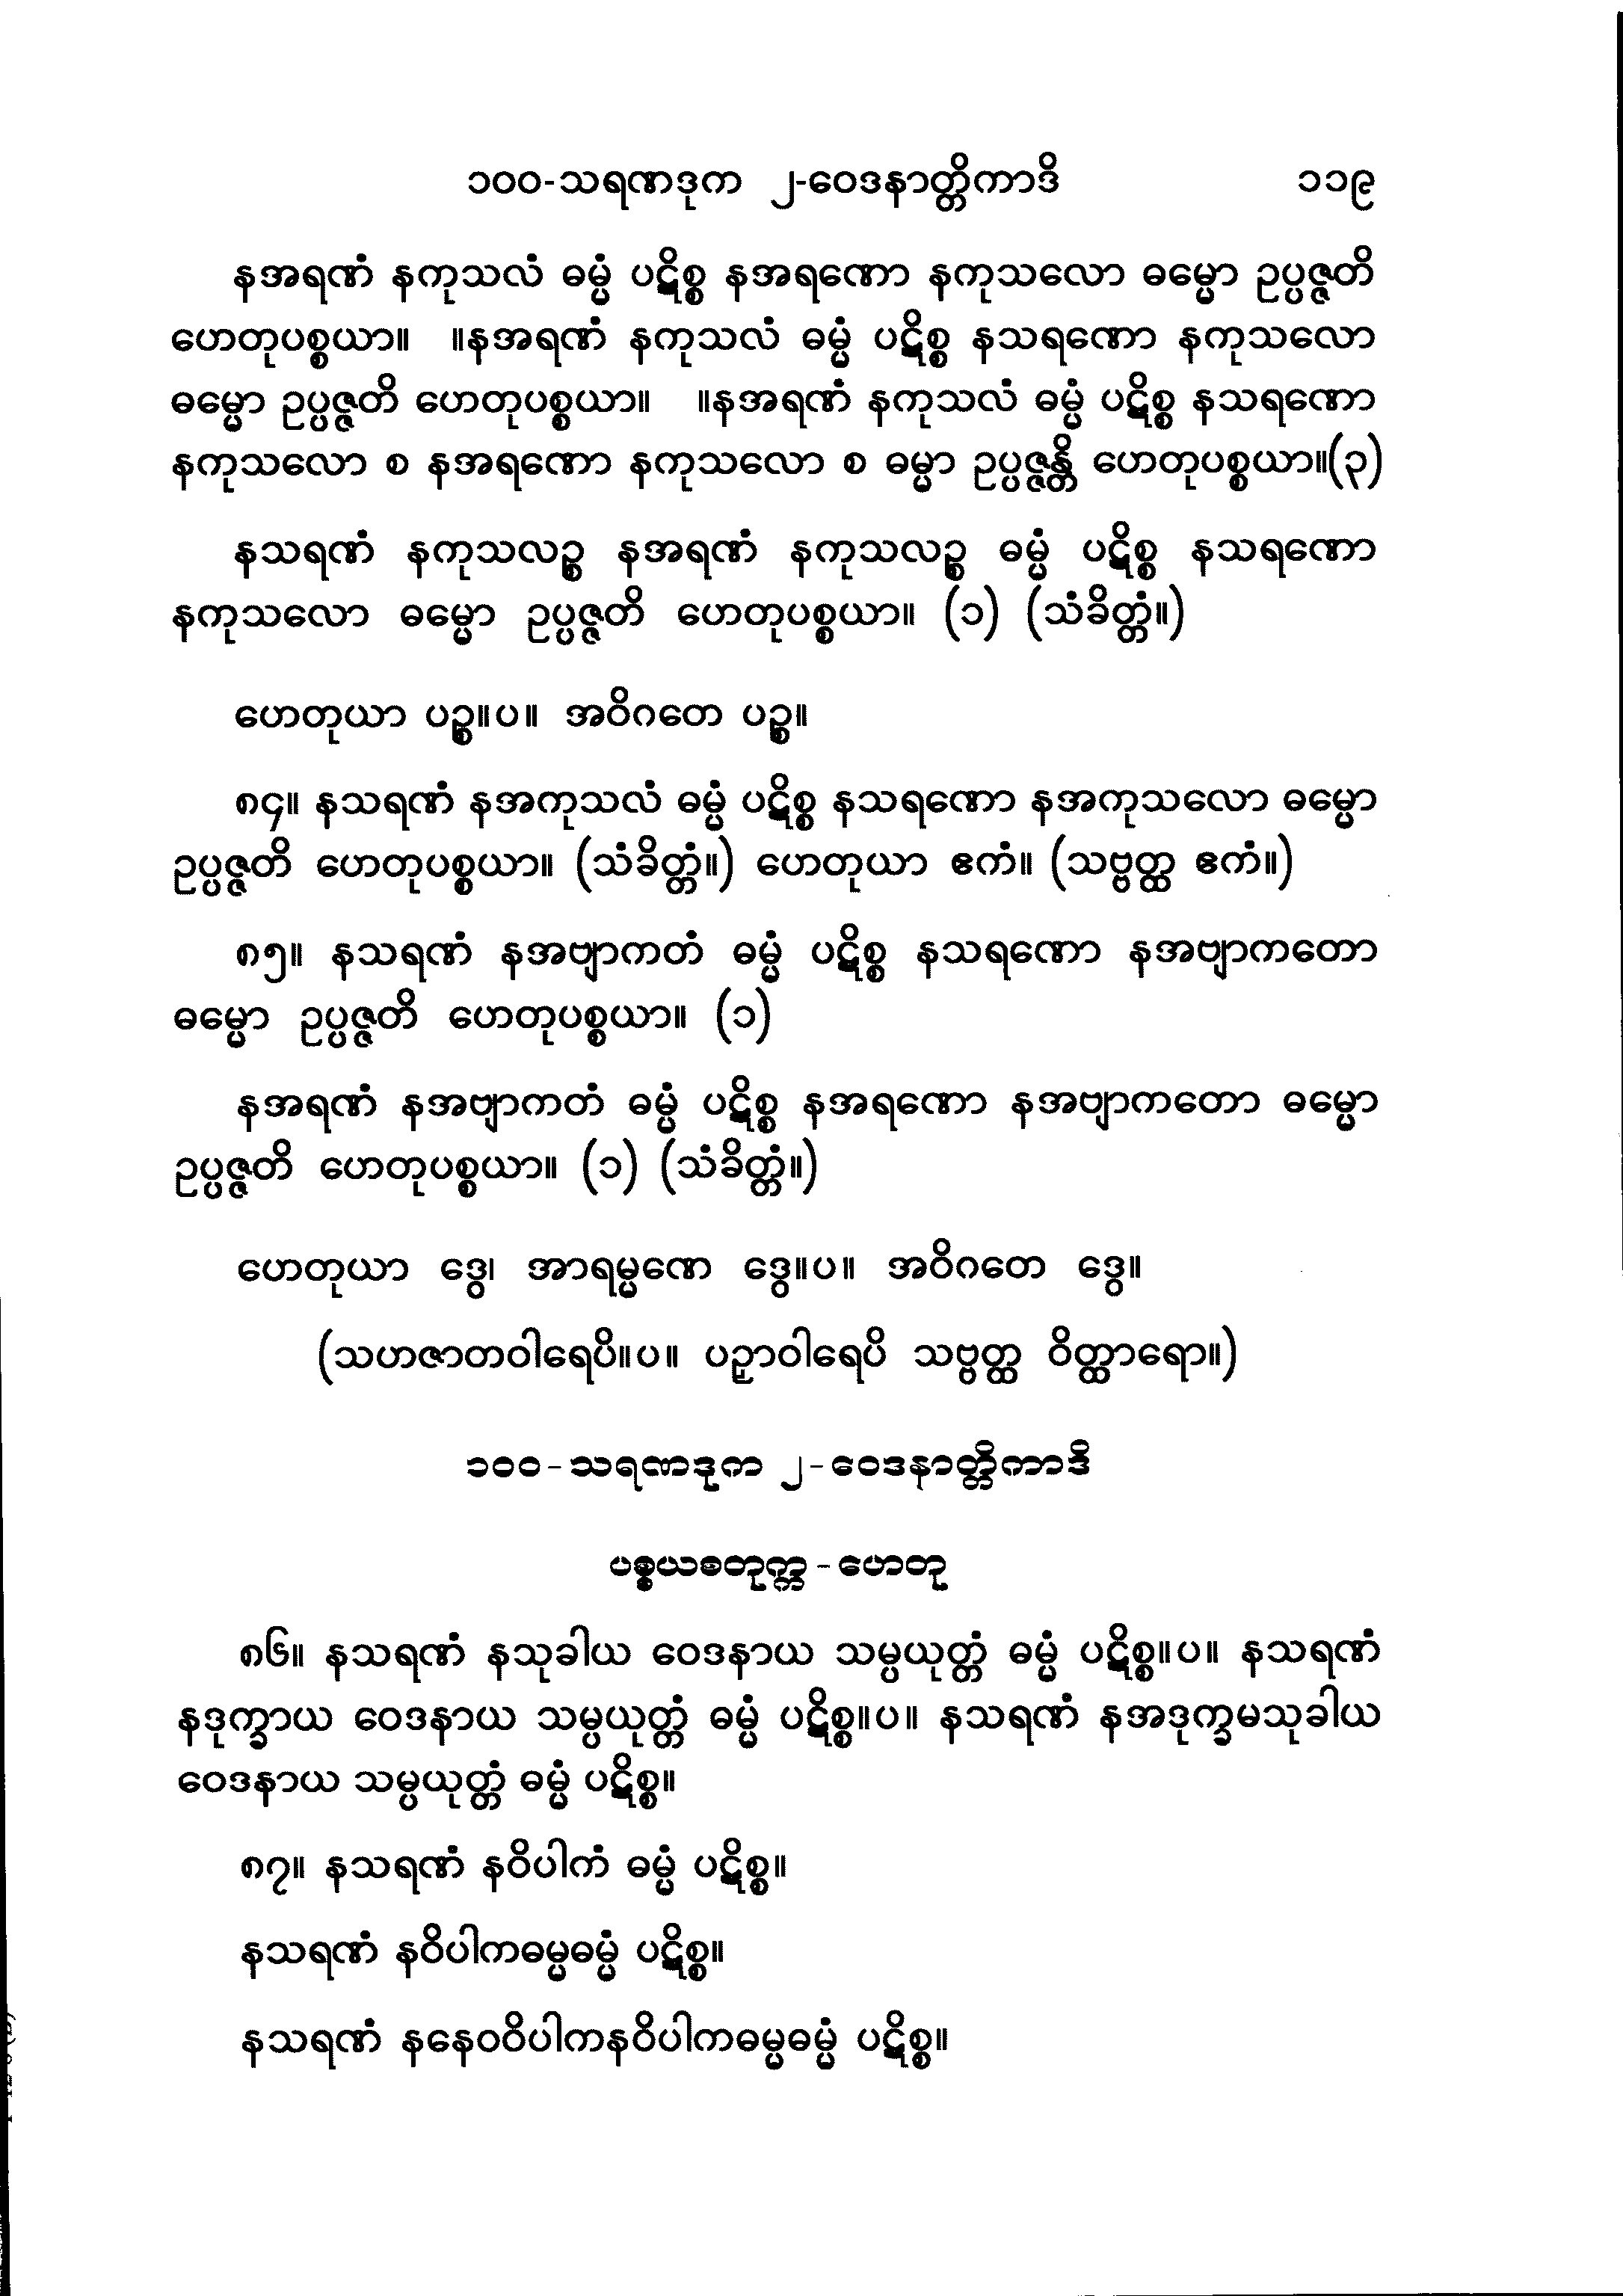 ၁၀၀-သရဏဒုက ၂-ဝေဒနာတ္တိကာဒိ ၁၁၉
နအရဏံ နကုသလံ ဓမ္မံ ပဋိစ္စ နအရဏော နကုသလော ဓမ္မော ဥပ္ပဇ္ဇတိ
ဟေတုပစ္စယာ။ ။နအရဏံ နကုသလံ ဓမ္မံ ပဋိစ္စ နသရဏော နကုသလော
ဓမ္မော ဥပ္ပဇ္ဇတိ ဟေတုပစ္စယာ။ ။နအရဏံ နကုသလံ ဓမ္မံ ပဋိစ္စ နသရဏော
နကုသလော စ နအရဏော နကုသလော စ ဓမ္မာ ဥပ္ပဇ္ဇန္တိ ဟေတုပစ္စယာ။(၃)
နသရဏံ နကုသလဉ္စ နအရဏံ နကုသလဉ္စ ဓမ္မံ ပဋိစ္စ နသရဏော
နကုသလော ဓမ္မော ဥပ္ပဇ္ဇတိ ဟေတုပစ္စယာ။ (၁) (သံခိတ္တံ။)
ဟေတုယာ ပဉ္စ။ပ။ အဝိဂတေ ပဉ္စ။
၈၄။ နသရဏံ နအကုသလံ ဓမ္မံ ပဋိစ္စ နသရဏော နအကုသလော ဓမ္မော
ဥပ္ပဇ္ဇတိ ဟေတုပစ္စယာ။ (သံခိတ္တံ။) ဟေတုယာ ဧကံ။ (သဗ္ဗတ္ထ ဧကံ။)
၈၅။ နသရဏံ နအဗျာကတံ ဓမ္မံ ပဋိစ္စ နသရဏော နအဗျာကတော
ဓမ္မော ဥပ္ပဇ္ဇတိ ဟေတုပစ္စယာ။ (၁)
နအရဏံ နအဗျာကတံ ဓမ္မံ ပဋိစ္စ နအရဏော နအဗျာကတော ဓမ္မော
ဥပ္ပဇ္ဇတိ ဟေတုပစ္စယာ။ (၁) (သံခိတ္တံ။)
ဟေတုယာ ဒွေ၊ အာရမ္မဏေ ဒွေ။ပ။ အဝိဂတေ ဒွေ။
(သဟဇာတဝါရေပိ။ပ။ ပဉှာဝါရေပိ သဗ္ဗတ္ထ ဝိတ္ထာရော။)
၁၀၀-သရဏဒုက ၂-ဝေဒနာတ္တိကာဒိ
ပစ္စယစတုက္က-ဟေတု
၈၆။ နသရဏံ နသုခါယ ဝေဒနာယ သမ္ပယုတ္တံ ဓမ္မံ ပဋိစ္စ။ပ။ နသရဏံ
နဒုက္ခာယ ဝေဒနာယ သမ္ပယုတ္တံ ဓမ္မံ ပဋိစ္စ။ပ။ နသရဏံ နအဒုက္ခမသုခါယ
ဝေဒနာယ သမ္ပယုတ္တံ ဓမ္မံ ပဋိစ္စ။
၈၇။ နသရဏံ နဝိပါကံ ဓမ္မံ ပဋိစ္စ။
နသရဏံ နဝိပါကဓမ္မဓမ္မံ ပဋိစ္စ။
နသရဏံ နနေဝဝိပါကနဝိပါကဓမ္မဓမ္မံ ပဋိစ္စ။